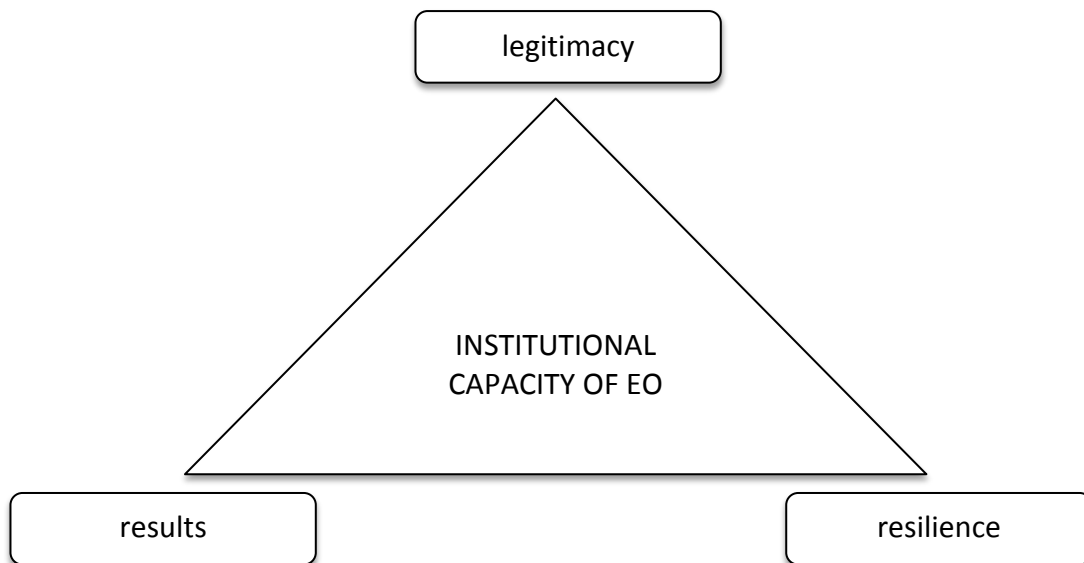 legitimacy
INSTITUTIONAL
CAPACITY OF EO
results
resilience